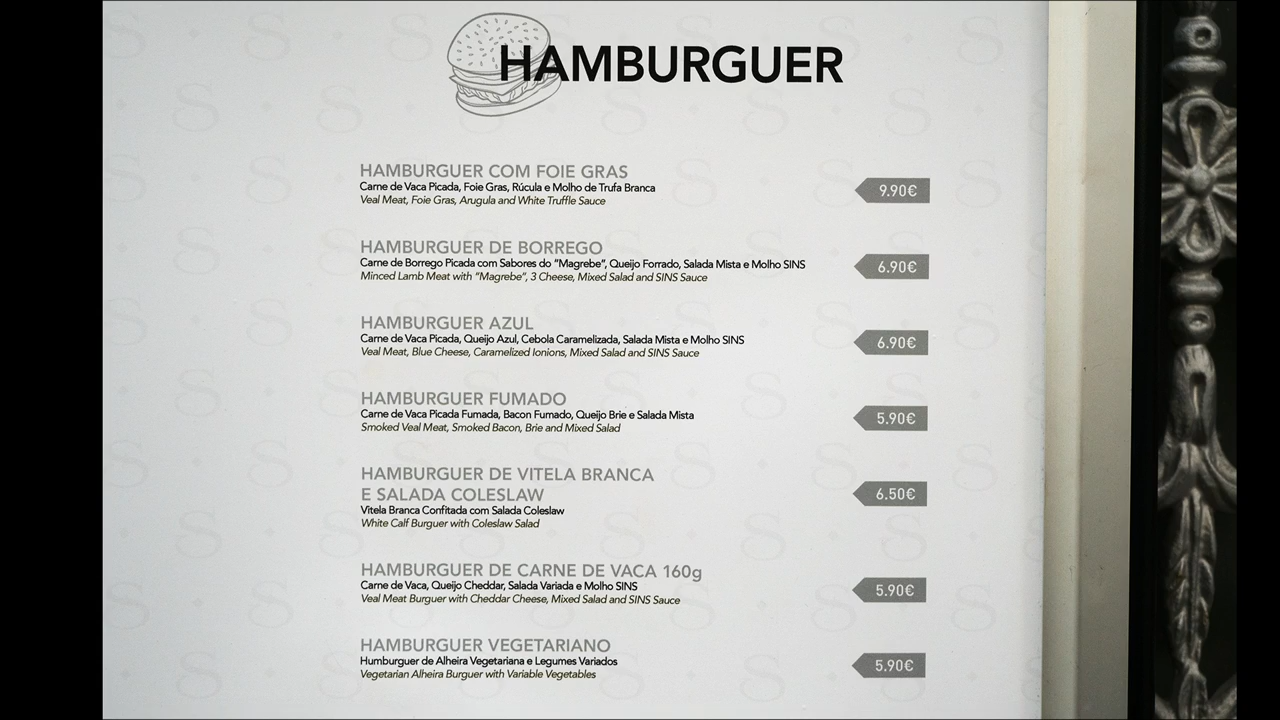 HAMBURGUER
HAMBURGUER COM FOIE GRAS
Carne de Vaca Picada, Foie Gras, Rúcula e Molho de Trufa Branca
Veal Meat, Foie Gras, Arugula and White Truffle Sauce
9.90€
HAMBURGUER DE BORREGO
Carne de Borrego Picada com Sabores do “Magrebe”, Queijo Forrado, Salada Mista e Molho SINS
Minced Lamb Meat with “Magrebe”, 3 Cheese, Mixed Salad and SINS Sauce
6.90€
HAMBURGUER AZUL
Carne de Vaca Picada, Queijo Azul, Cebola Caramelizada, Salada Mista e Molho SINS
Veal Meat, Blue Cheese, Caramelized Ionions, Mixed Salad and SINS Sauce
6.90€
HAMBURGUER FUMADO
Carne de Vaca Picada Fumada, Bacon Fumado, Queijo Brie e Salada Mista
Smoked Veal Meat, Smoked Bacon, Brie and Mixed Salad
5.90€
HAMBURGUER DE VITELA BRANCA
E SALADA COLESLAW
Vitela Branca Confitada com Salada Coleslaw
White Calf Burguer with Coleslaw Salad
6.50€
HAMBURGUER DE CARNE DE VACA 160g
Carne de Vaca, Queijo Cheddar, Salada Variada e Molho SINS
Veal Meat Burguer with Cheddar Cheese, Mixed Salad and SINS Sauce
5.90€
HAMBURGUER VEGETARIANO
Humburguer de Alheira Vegetariana e Legumes Variados
Vegetarian Alheira Burguer with Variable Vegetables
5.90€